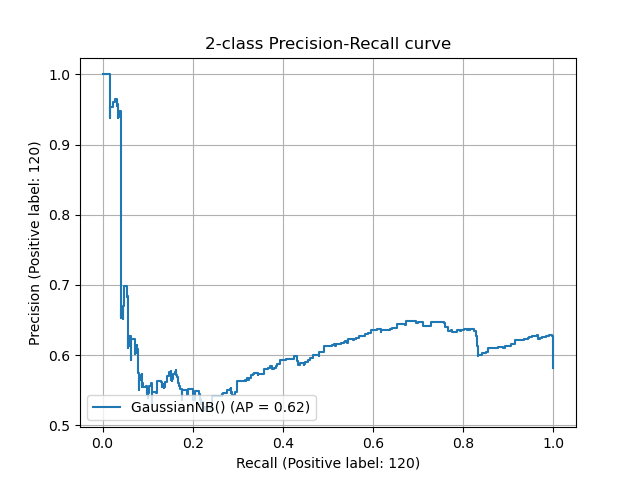 2-class Precision-Recall curve
1.0
0.9
0.8
0.7
0.6
0.5
Precision (Positive label: 120)
GaussianNB() (AP = 0.62)
0.0 0.2 0.4 0.6 0.8 1.0
Recall (Positive label: 120)